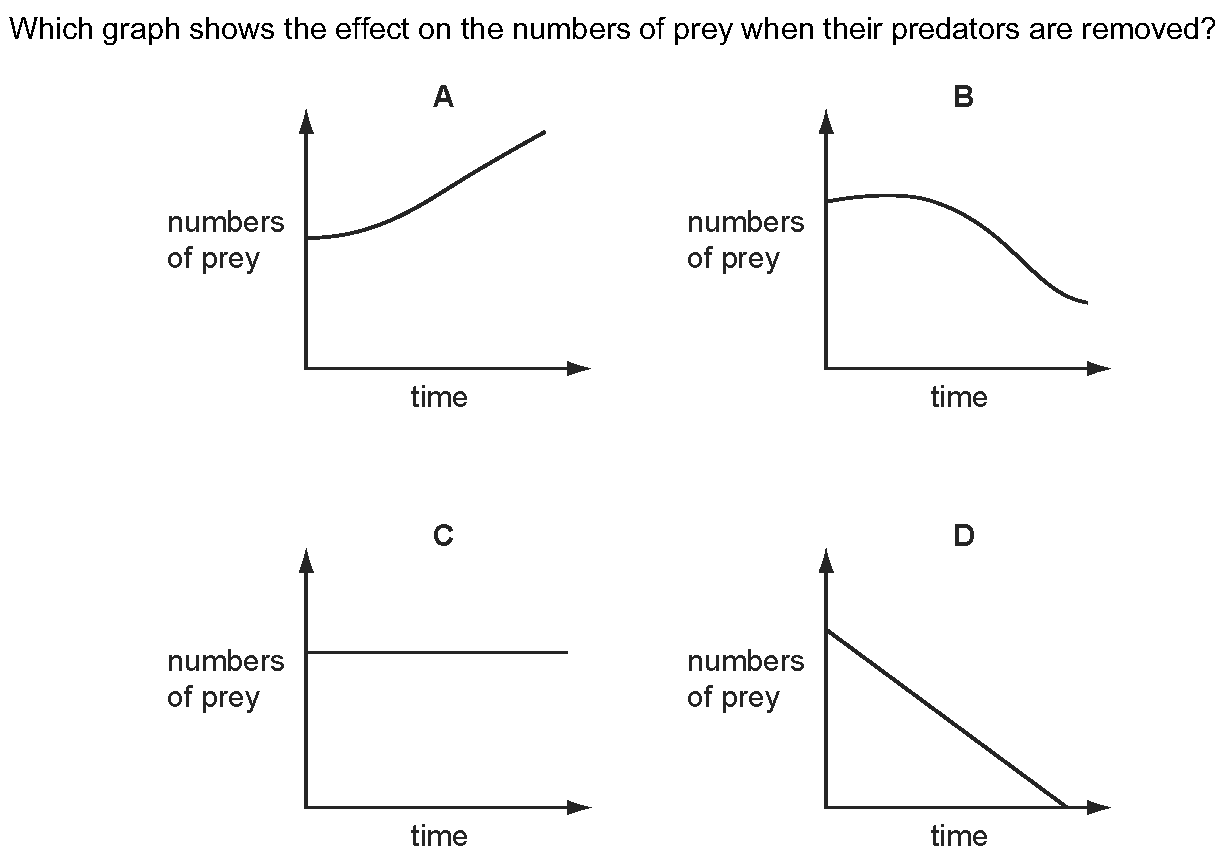 Which graph shows the effect on the numbers of prey when their predators are removed?
A
numbers
of prey
time
B
numbers
of prey
time
C
numbers
of prey
time
D
numbers
of prey
time